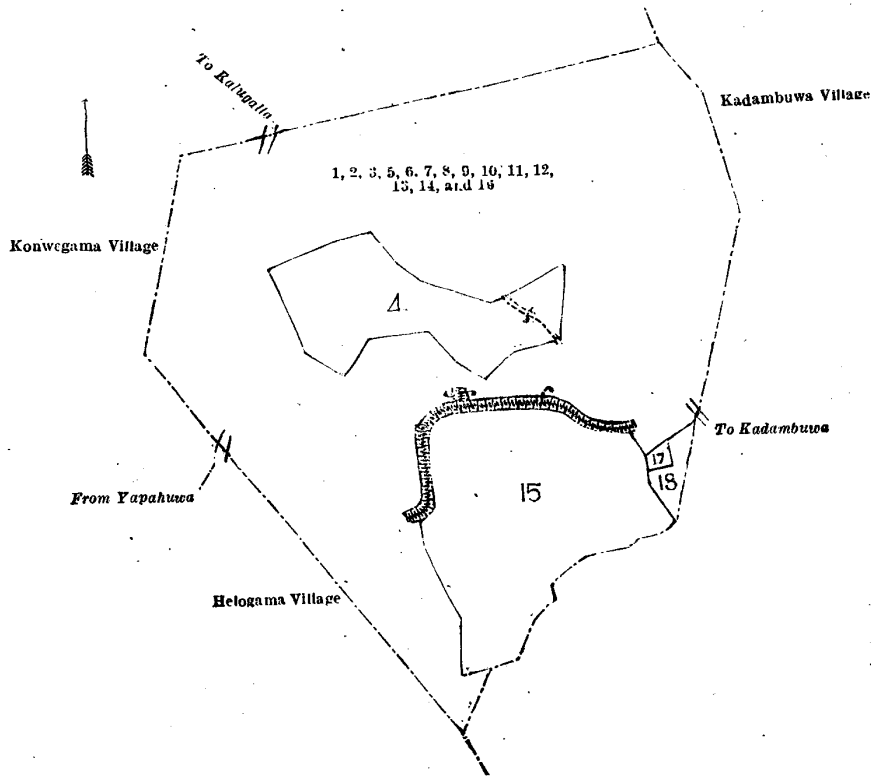 To Kalugalla
Kadambuwa Village
1, 2, 3, 5, 6, 7, 8, 9, 10, 11, 12,
13, 14, and 16
Konwegama Village
4.
To Kadambuwa
17
18
15
From Yapahuwa
Helogama Village